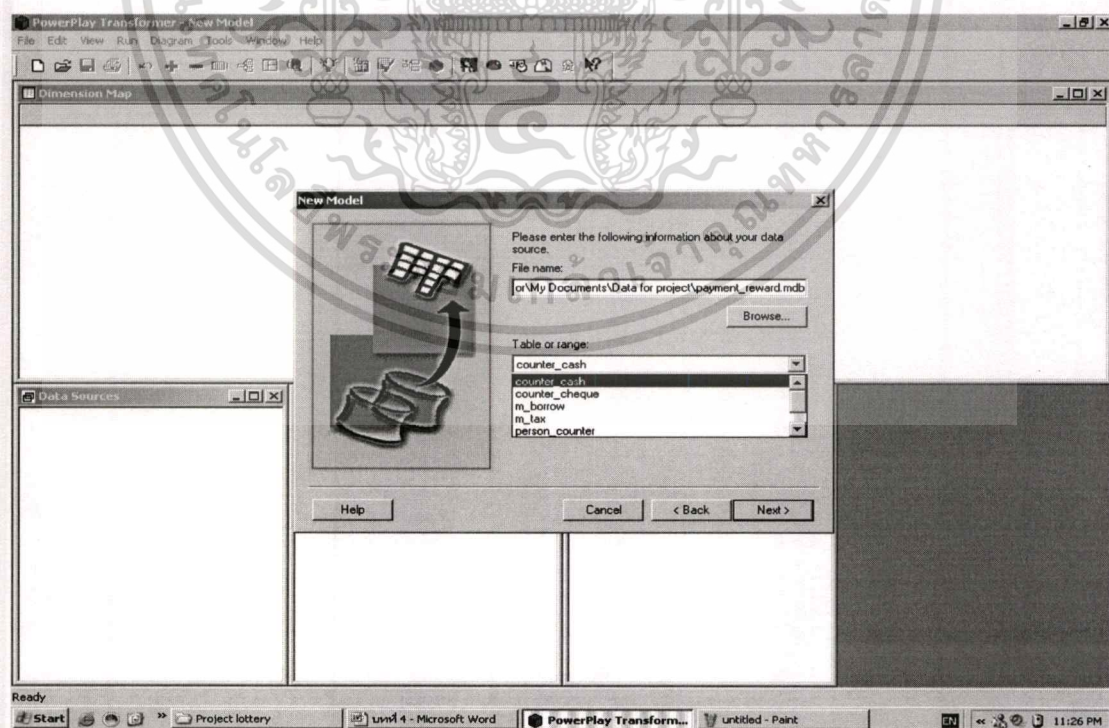 PowerPlay Transformer - New Model
File Edit View Run Diagram Tools Window Help
Dimension Map
New Model
Please enter the following information about your data
source.
File name:
or\My Documents\Data for project\payment_reward.mdb
Browse...
Table or range:
counter_cash
counter_cash
counter_cheque
m_borrow
m_tax
person_counter
Data Sources
Help
Cancel
< Back
Next >
Ready
Start
Project lottery
บทที่ 4 - Microsoft Word
PowerPlay Transform...
untitled - Paint
EN
11:26 PM